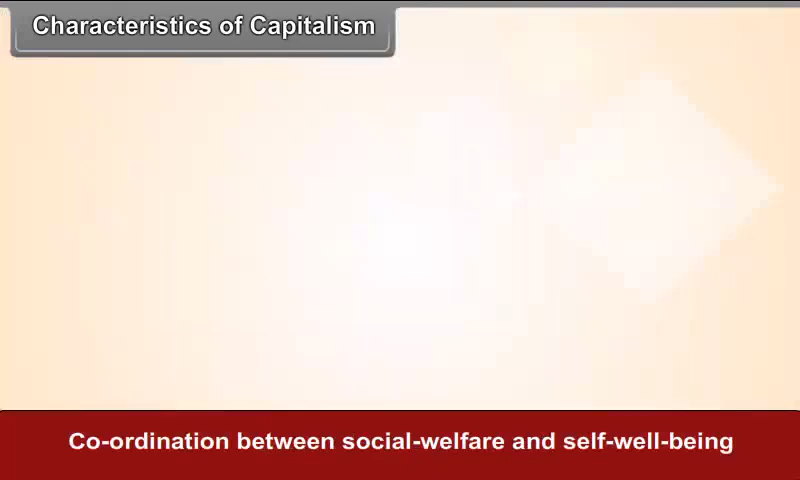 Characteristics of Capitalism
Co-ordination between social-welfare and self-well-being